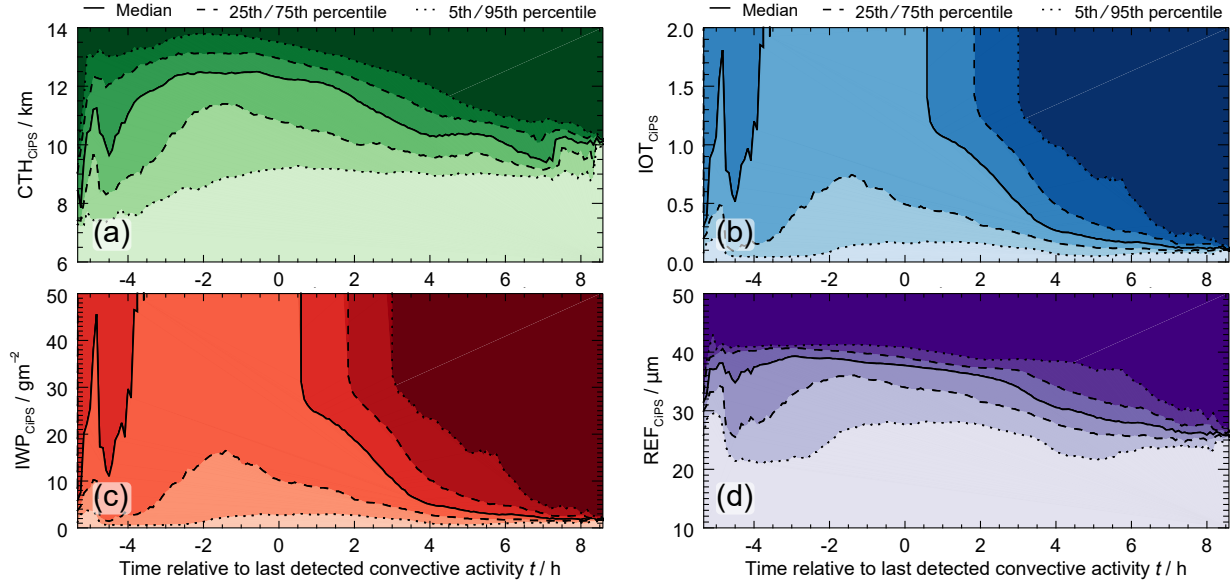 Median 25th/75th percentile 5th/95th percentile
Median 25th/75th percentile 5th/95th percentile
14
12
10
8
6
CTH_CiPS / km
(a)
-4 -2 0 2 4 6 8
2.0
1.5
1.0
0.5
0.0
IOT_CiPS
(b)
-4 -2 0 2 4 6 8
50
40
30
20
10
0
IWP_CiPS / gm⁻²
(c)
-4 -2 0 2 4 6 8
Time relative to last detected convective activity t / h
50
40
30
20
10
REF_CiPS / µm
(d)
-4 -2 0 2 4 6 8
Time relative to last detected convective activity t / h